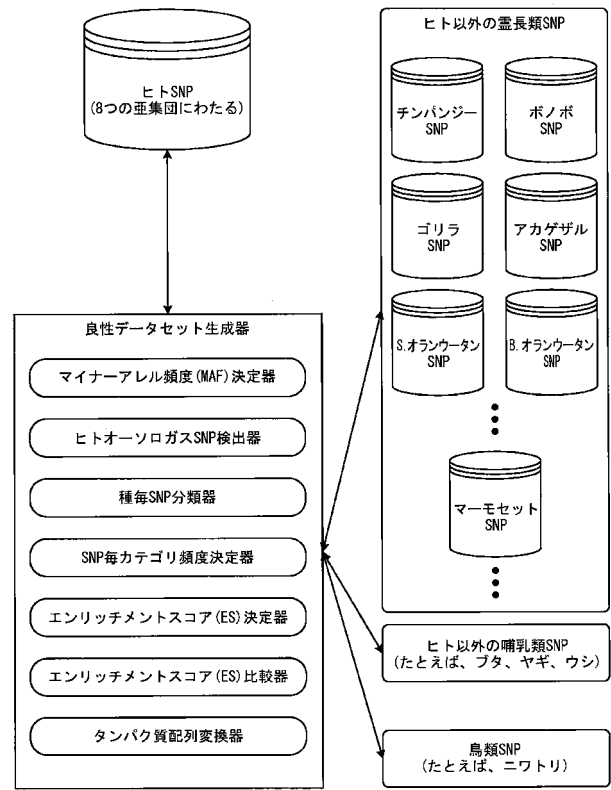 ヒトSNP
(8つの亜集団にわたる)
良性データセット生成器
マイナーアレル頻度(MAF)決定器
ヒトオーソロガスSNP検出器
種毎SNP分類器
SNP毎カテゴリ頻度決定器
エンリッチメントスコア(ES)決定器
エンリッチメントスコア(ES)比較器
タンパク質配列変換器
ヒト以外の霊長類SNP
チンパンジー
SNP
ボノボ
SNP
ゴリラ
SNP
アカゲザル
SNP
S.オランウータン
SNP
B.オランウータン
SNP
マーモセット
SNP
ヒト以外の哺乳類SNP
(たとえば、ブタ、ヤギ、ウシ)
鳥類SNP
(たとえば、ニワトリ)